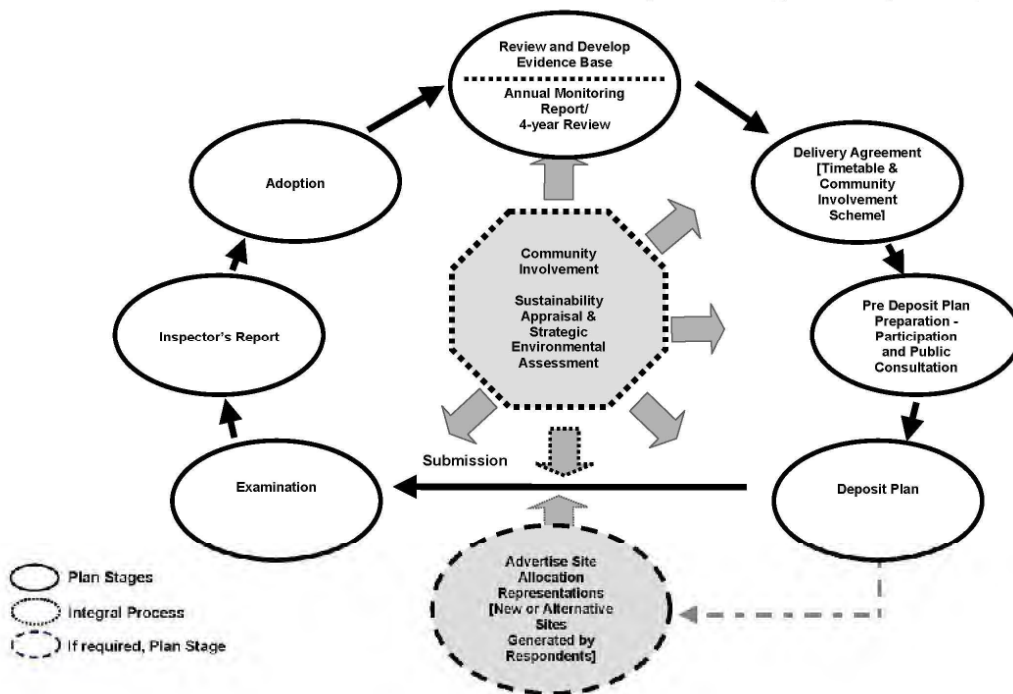 Review and Develop
Evidence Base
Annual Monitoring
Report/
4-year Review
Delivery Agreement
[Timetable &
Community
Involvement
Scheme]
Pre Deposit Plan
Preparation -
Participation
and Public
Consultation
Deposit Plan
Submission
Examination
Inspector's Report
Adoption
Community
Involvement
Sustainability
Appraisal &
Strategic
Environmental
Assessment
Advertise Site
Allocation
Representations
[New or Alternative
Sites
Generated by
Respondents]
Plan Stages
Integral Process
If required, Plan Stage